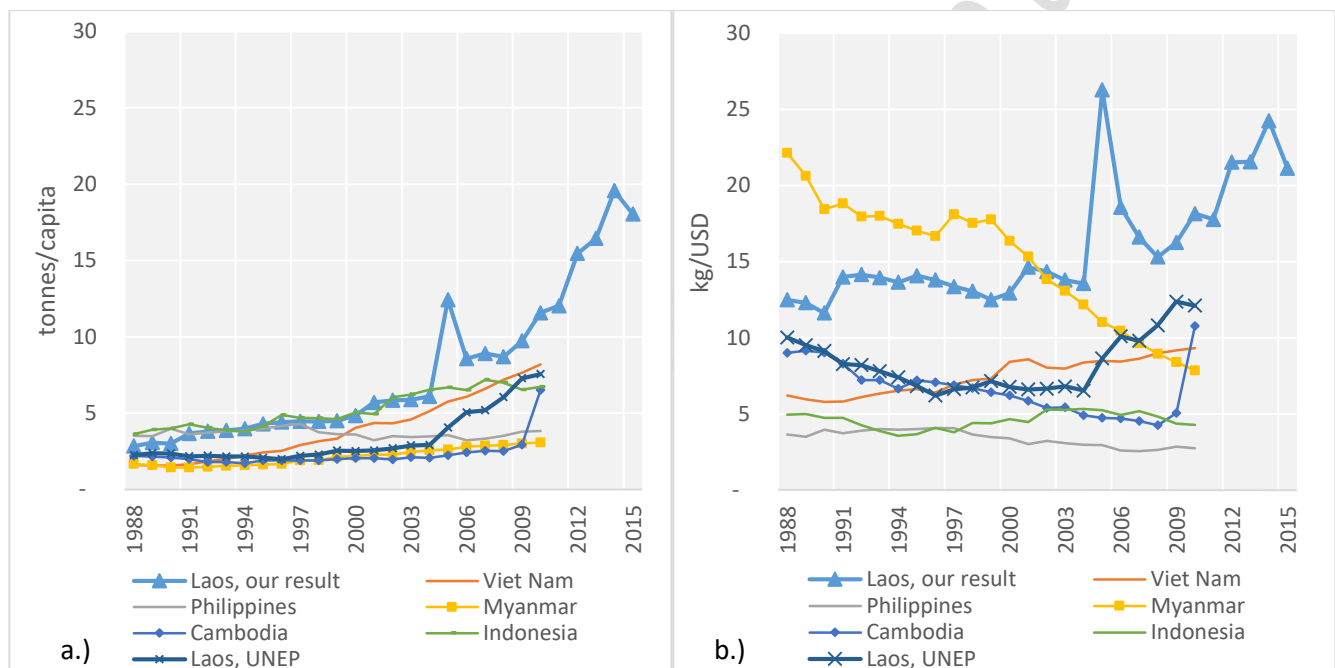 30
25
20
15
10
5
-
tonnes/capita
1988
1991
1994
1997
2000
2003
2006
2009
2012
2015
Laos, our result
Viet Nam
Philippines
Myanmar
Cambodia
Indonesia
Laos, UNEP
a.)
30
25
20
15
10
5
-
kg/USD
1988
1991
1994
1997
2000
2003
2006
2009
2012
2015
Laos, our result
Viet Nam
Philippines
Myanmar
Cambodia
Indonesia
Laos, UNEP
b.)